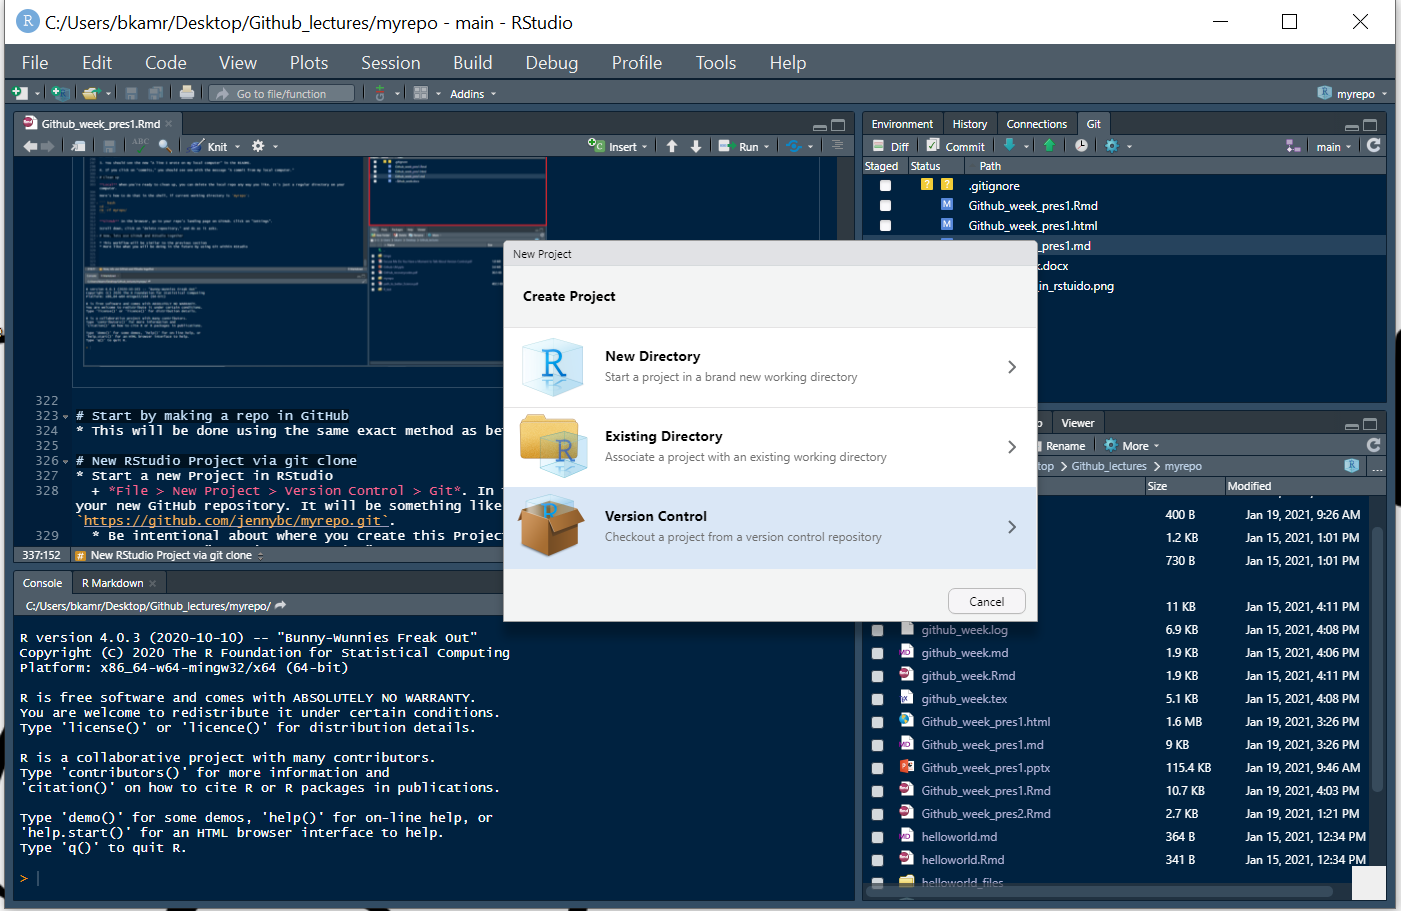 C:/Users/bkamr/Desktop/Github_lectures/myrepo - main - RStudio
File Edit Code View Plots Session Build Debug Profile Tools Help
Go to file/function Addins myrepo
Github_week_pres1.Rmd
Knit Insert Run
322
323 # Start by making a repo in GitHub
324 * This will be done using the same exact method as be
325
326 # New RStudio Project via git clone
327 * Start a new Project in RStudio
328 + *File > New Project > Version Control > Git*. In
your new GitHub repository. It will be something like
`https://github.com/jennybc/myrepo.git`.
329 * Be intentional about where you create this Projec
337:152 # New RStudio Project via git clone
Console R Markdown
C:/Users/bkamr/Desktop/Github_lectures/myrepo/
R version 4.0.3 (2020-10-10) -- "Bunny-Wunnies Freak Out"
Copyright (C) 2020 The R Foundation for Statistical Computing
Platform: x86_64-w64-mingw32/x64 (64-bit)
R is free software and comes with ABSOLUTELY NO WARRANTY.
You are welcome to redistribute it under certain conditions.
Type 'license()' or 'licence()' for distribution details.
R is a collaborative project with many contributors.
Type 'contributors()' for more information and
'citation()' on how to cite R or R packages in publications.
Type 'demo()' for some demos, 'help()' for on-line help, or
'help.start()' for an HTML browser interface to help.
Type 'q()' to quit R.
>
New Project
Create Project
New Directory
Start a project in a brand new working directory
Existing Directory
Associate a project with an existing working directory
Version Control
Checkout a project from a version control repository
Cancel
Environment History Connections Git
Diff Commit main
Staged Status Path
? ? .gitignore
M Github_week_pres1.Rmd
M Github_week_pres1.html
_pres1.md
.docx
_in_rstuido.png
Viewer
Rename More
top > Github_lectures > myrepo ...
Size Modified
400 B Jan 19, 2021, 9:26 AM
1.2 KB Jan 15, 2021, 1:01 PM
730 B Jan 15, 2021, 1:01 PM
11 KB Jan 15, 2021, 4:11 PM
github_week.log 6.9 KB Jan 15, 2021, 4:08 PM
github_week.md 1.9 KB Jan 15, 2021, 4:06 PM
github_week.Rmd 1.9 KB Jan 15, 2021, 4:11 PM
github_week.tex 5.1 KB Jan 15, 2021, 4:08 PM
Github_week_pres1.html 1.6 MB Jan 19, 2021, 3:26 PM
Github_week_pres1.md 9 KB Jan 19, 2021, 3:26 PM
Github_week_pres1.pptx 115.4 KB Jan 19, 2021, 9:46 AM
Github_week_pres1.Rmd 10.7 KB Jan 19, 2021, 4:03 PM
Github_week_pres2.Rmd 2.7 KB Jan 19, 2021, 1:21 PM
helloworld.md 364 B Jan 15, 2021, 12:34 PM
helloworld.Rmd 341 B Jan 15, 2021, 12:34 PM
helloworld_files